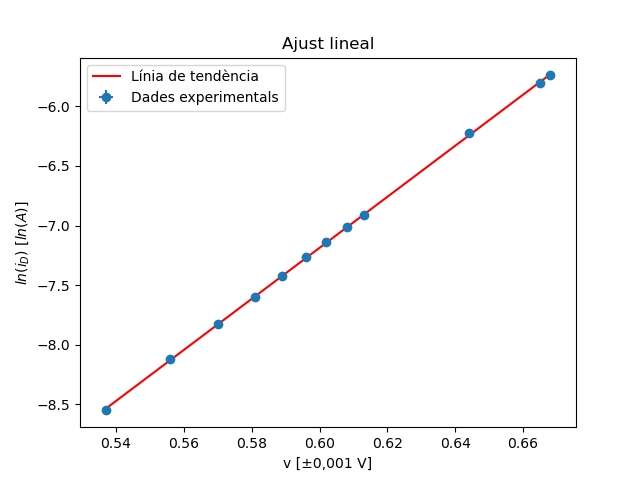 Ajust lineal
Línia de tendència
Dades experimentals
ln(i_D) [ln(A)]
−6.0
−6.5
−7.0
−7.5
−8.0
−8.5
0.54 0.56 0.58 0.60 0.62 0.64 0.66
v [±0,001 V]